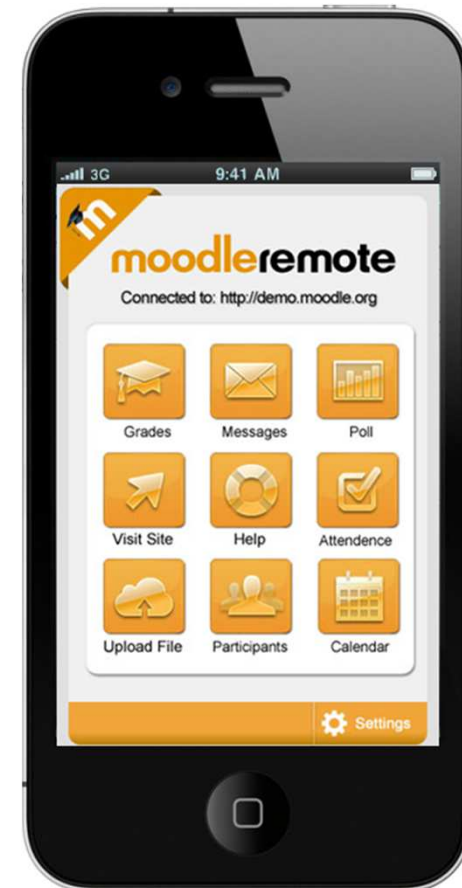 3G 9:41 AM
m
moodleremote
Connected to: http://demo.moodle.org
Grades Messages Poll
Visit Site Help Attendence
Upload File Participants Calendar
Settings